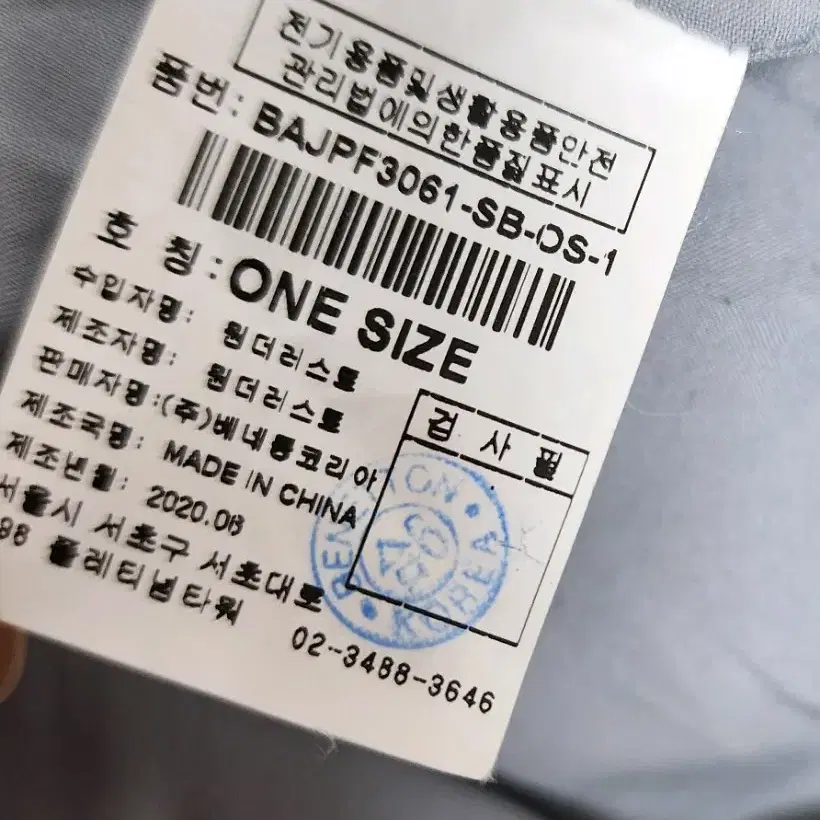 전기용품및생활용품안전
관리법에의한품질표시
품번: BAJPF3061-SB-OS-1
호 칭: ONE SIZE
수입자명: 원더러스트
제조자명: 원더러스트
판매자명:(주)베네통코리아
제조국명: MADE IN CHINA
제조년월: 2020.08
서울시 서초구 서초대로
플래티넘타워
02-3488-3646
검 사 필
BENETTON
KOREA